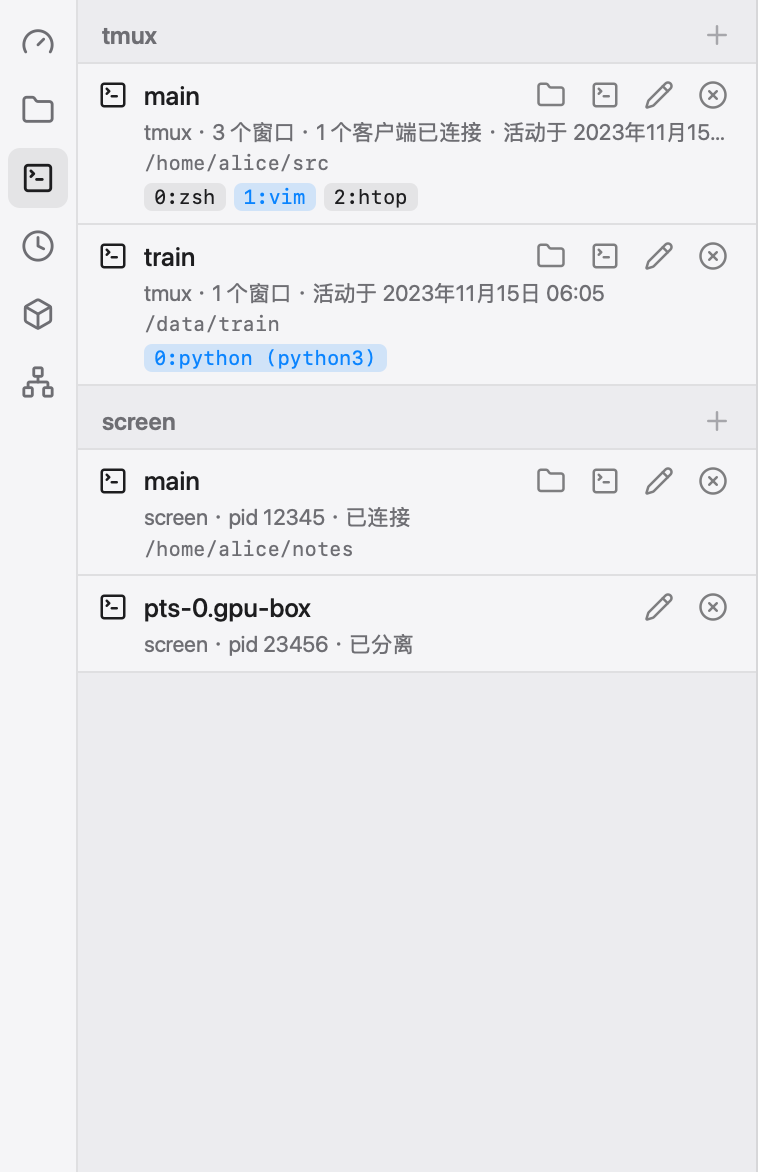 tmux
main
tmux · 3 个窗口 · 1 个客户端已连接 · 活动于 2023年11月15...
/home/alice/src
0:zsh 1:vim 2:htop
train
tmux · 1 个窗口 · 活动于 2023年11月15日 06:05
/data/train
0:python (python3)
screen
main
screen · pid 12345 · 已连接
/home/alice/notes
pts-0.gpu-box
screen · pid 23456 · 已分离